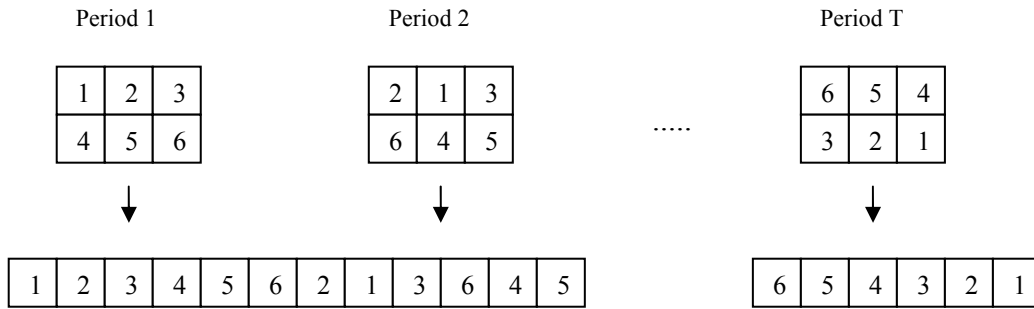 Period 1 Period 2 Period T
1 2 3 2 1 3 6 5 4
4 5 6 6 4 5 ..... 3 2 1
1 2 3 4 5 6 2 1 3 6 4 5 6 5 4 3 2 1